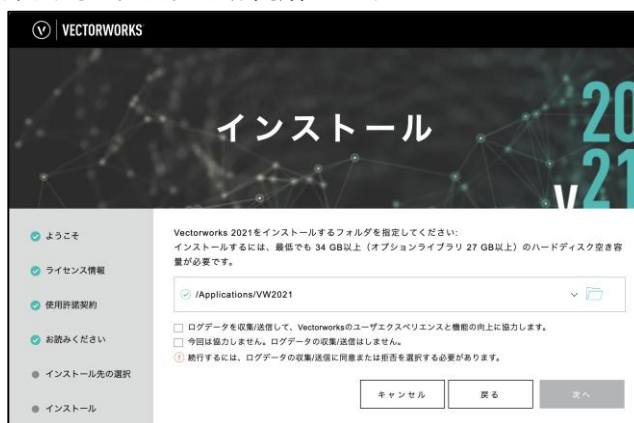 VECTORWORKS
インストール
20
21
v
ようこそ
ライセンス情報
使用許諾契約
お読みください
インストール先の選択
インストール
Vectorworks 2021をインストールするフォルダを指定してください:
インストールするには、最低でも 34 GB以上（オプションライブラリ 27 GB以上）のハードディスク空き容
量が必要です。
/Applications/VW2021
ログデータを収集/送信して、Vectorworksのユーザエクスペリエンスと機能の向上に協力します。
今回は協力しません。ログデータの収集/送信はしません。
続行するには、ログデータの収集/送信に同意または拒否を選択する必要があります。
キャンセル
戻る
次へ